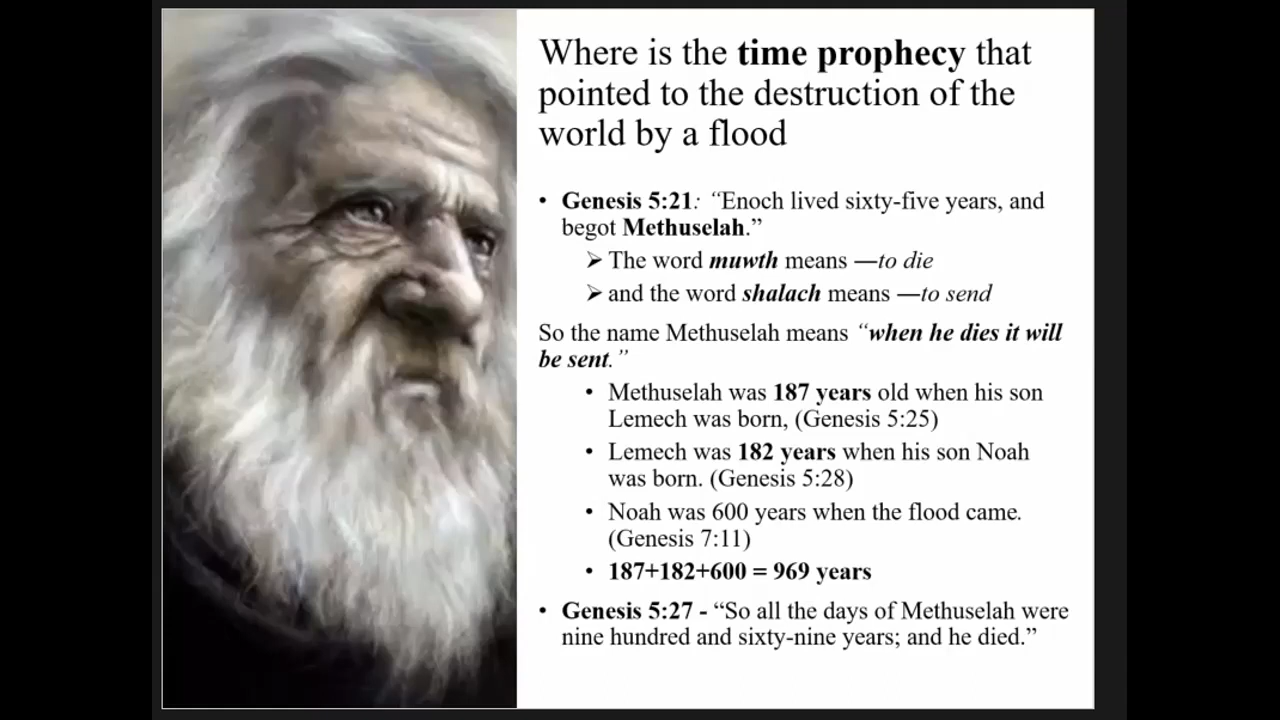 Where is the time prophecy that
pointed to the destruction of the
world by a flood
• Genesis 5:21: “Enoch lived sixty-five years, and
begot Methuselah.”
➢ The word muwth means —to die
➢ and the word shalach means —to send
So the name Methuselah means “when he dies it will
be sent.”
• Methuselah was 187 years old when his son
Lemech was born, (Genesis 5:25)
• Lemech was 182 years when his son Noah
was born. (Genesis 5:28)
• Noah was 600 years when the flood came.
(Genesis 7:11)
• 187+182+600 = 969 years
• Genesis 5:27 - “So all the days of Methuselah were
nine hundred and sixty-nine years; and he died.”